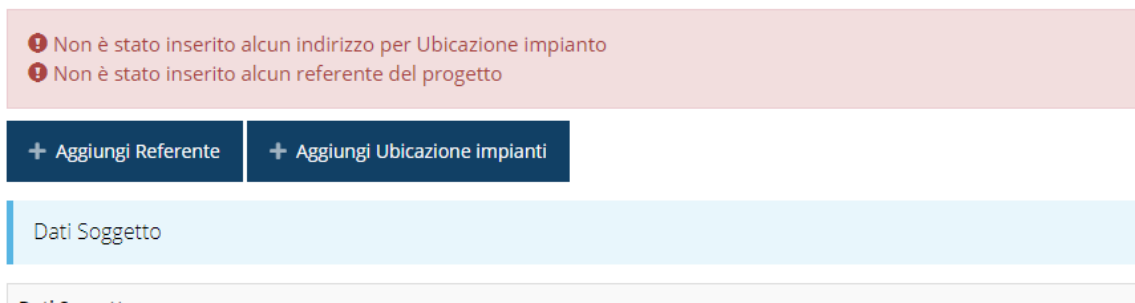 Non è stato inserito alcun indirizzo per Ubicazione impianto
Non è stato inserito alcun referente del progetto
+ Aggiungi Referente
+ Aggiungi Ubicazione impianti
Dati Soggetto